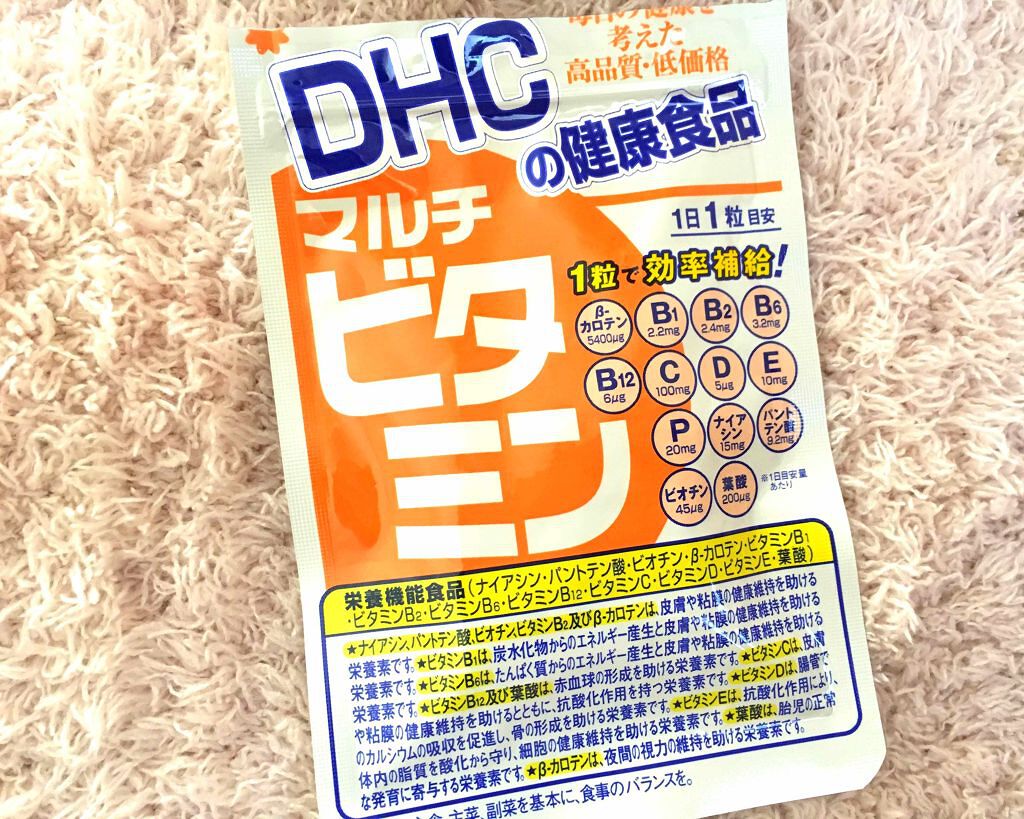 毎日の健康を
考えた
高品質・低価格
DHC
の健康食品
マルチ
ビタ
ミン
1日1粒目安
1粒で効率補給!
β-
カロテン
5400μg
B1
2.2mg
B2
2.4mg
B6
3.2mg
B12
6μg
C
100mg
D
5μg
E
10mg
P
20mg
ナイア
シン
15mg
パント
テン酸
9.2mg
ビオチン
45μg
葉酸
200μg
※1日目安量
あたり
栄養機能食品(ナイアシン・パントテン酸・ビオチン・β-カロテン・ビタミンB1
・ビタミンB2・ビタミンB6・ビタミンB12・ビタミンC・ビタミンD・ビタミンE・葉酸)
★ナイアシン、パントテン酸、ビオチン、ビタミンB2及びβ-カロテンは、皮膚や粘膜の健康維持を助ける
栄養素です。★ビタミンB1は、炭水化物からのエネルギー産生と皮膚や粘膜の健康維持を助ける
栄養素です。★ビタミンB6は、たんぱく質からのエネルギー産生と皮膚や粘膜の健康維持を助ける
栄養素です。★ビタミンB12及び葉酸は、赤血球の形成を助ける栄養素です。★ビタミンCは、皮膚
や粘膜の健康維持を助けるとともに、抗酸化作用を持つ栄養素です。★ビタミンDは、腸管で
のカルシウムの吸収を促進し、骨の形成を助ける栄養素です。★ビタミンEは、抗酸化作用により、
体内の脂質を酸化から守り、細胞の健康維持を助ける栄養素です。★葉酸は、胎児の正常
な発育に寄与する栄養素です。★β-カロテンは、夜間の視力の維持を助ける栄養素です。
主菜、副菜を基本に、食事のバランスを。